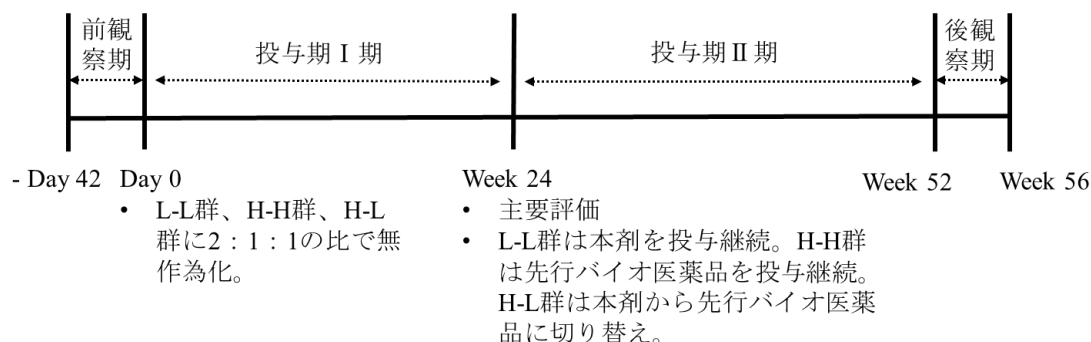 前観
察期
投与期Ⅰ期
投与期Ⅱ期
後観
察期
- Day 42
Day 0
Week 24
Week 52
Week 56
• L-L群、H-H群、H-L
群に2：1：1の比で無
作為化。
• 主要評価
• L-L群は本剤を投与継続。H-H群
は先行バイオ医薬品を投与継続。
H-L群は本剤から先行バイオ医薬
品に切り替え。